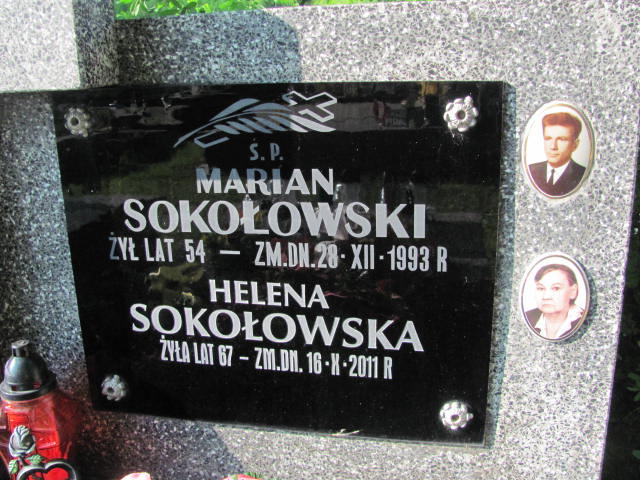 Ś. P.
MARIAN
SOKOŁOWSKI
ŻYŁ LAT 54 — ZM.DN.28·XII·1993 R
HELENA
SOKOŁOWSKA
ŻYŁA LAT 67 — ZM.DN. 16·X·2011 R